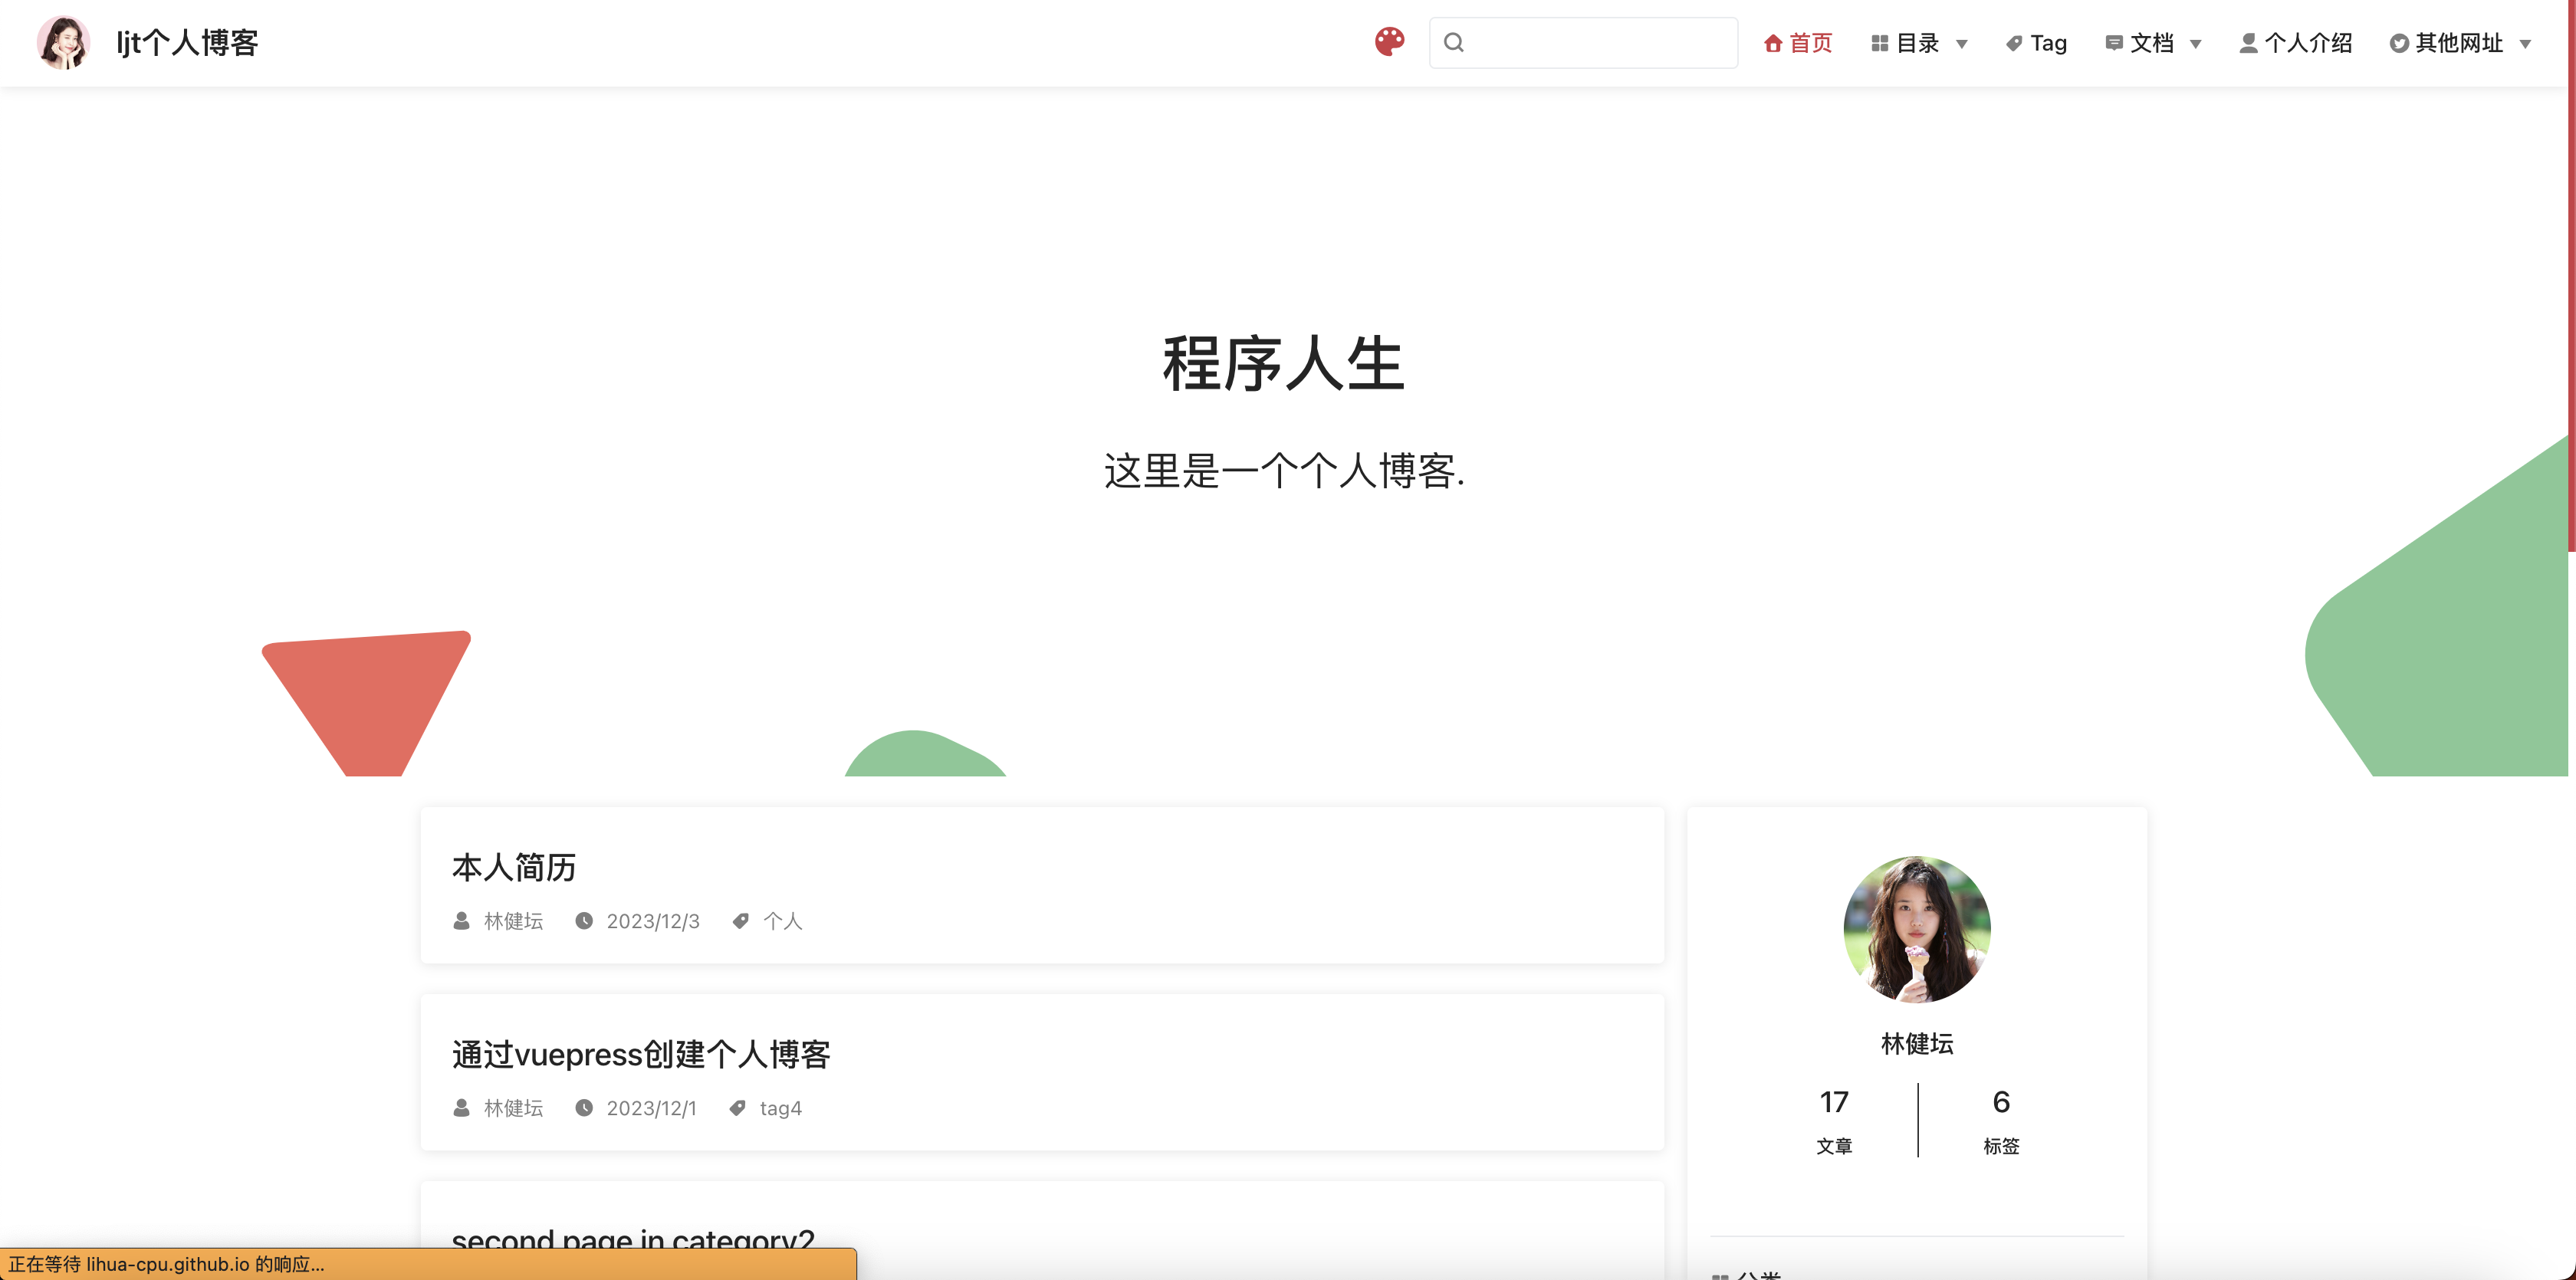 ljt个人博客
首页 目录 Tag 文档 个人介绍 其他网址
程序人生
这里是一个个人博客.
本人简历
林健坛 2023/12/3 个人
通过vuepress创建个人博客
林健坛 2023/12/1 tag4
second page in category2
林健坛
17 6
文章 标签
分类
正在等待 lihua-cpu.github.io 的响应...